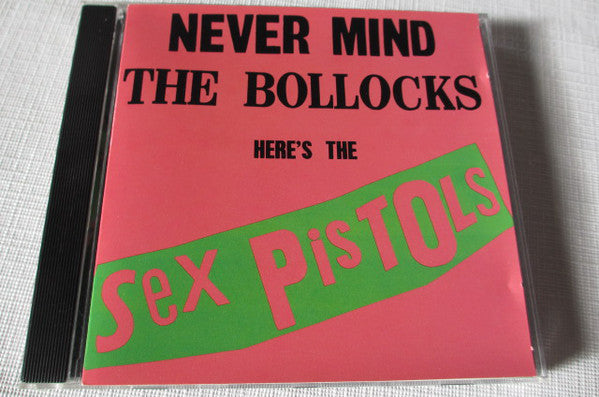 NEVER MIND
THE BOLLOCKS
HERE'S THE
Sex PiSTOLS